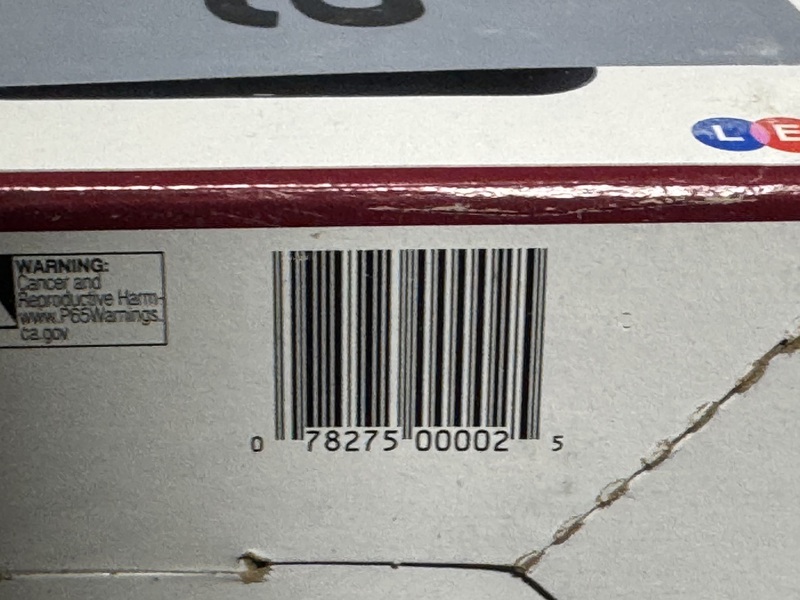 L E
WARNING:
Cancer and
Reproductive Harm-
www.P65Warnings.
ca.gov
0 78275 00002 5